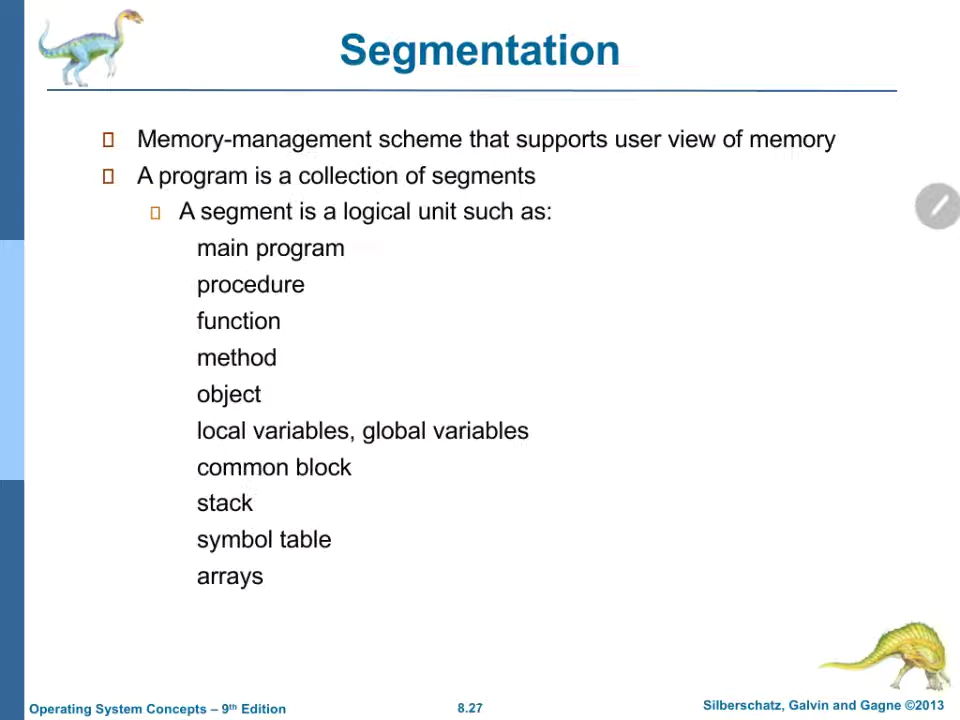 Segmentation
Memory-management scheme that supports user view of memory
A program is a collection of segments
A segment is a logical unit such as:
main program
procedure
function
method
object
local variables, global variables
common block
stack
symbol table
arrays
Operating System Concepts – 9th Edition
8.27
Silberschatz, Galvin and Gagne ©2013